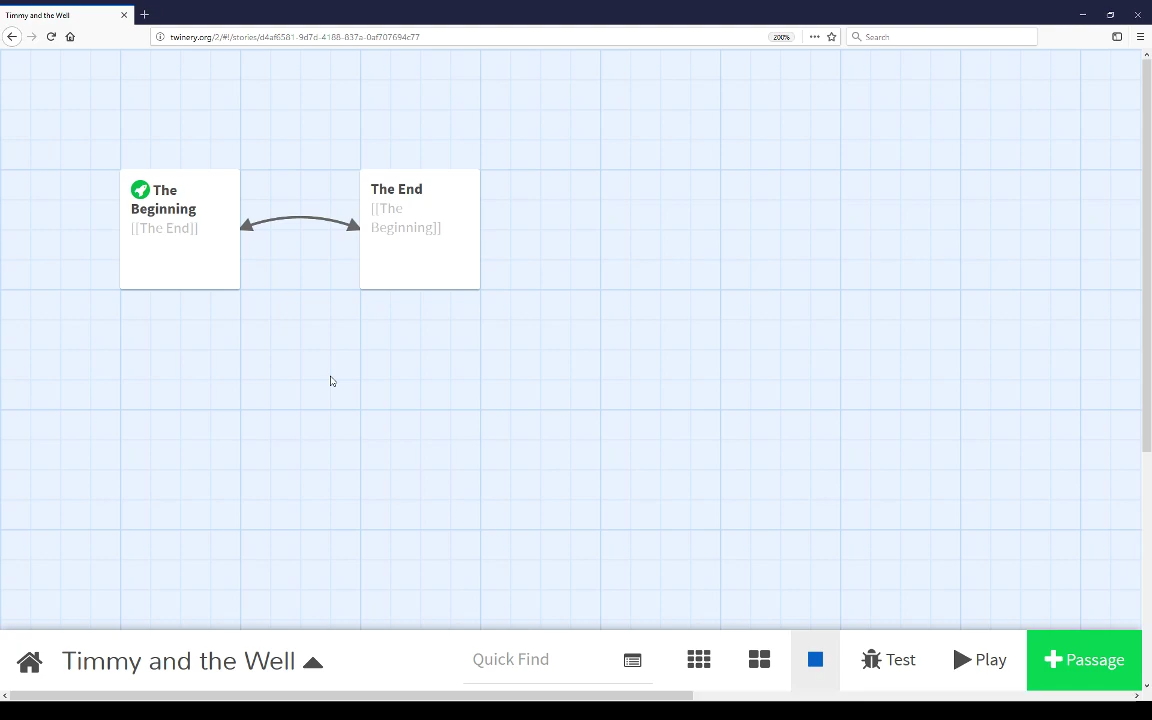 Timmy and the Well
twinery.org/2/#!/stories/d4af6581-9d7d-4188-837a-0af707694c77
200%
Search
The
Beginning
[[The End]]
The End
[[The
Beginning]]
Timmy and the Well
Quick Find
Test
Play
Passage